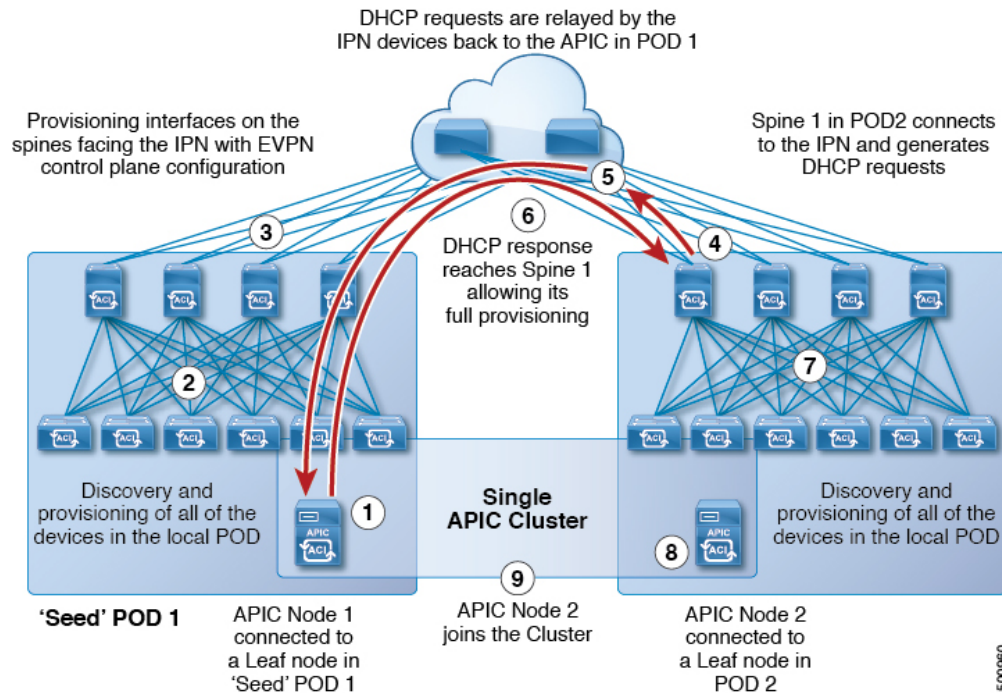 DHCP requests are relayed by the
IPN devices back to the APIC in POD 1
Provisioning interfaces on the
spines facing the IPN with EVPN
control plane configuration
Spine 1 in POD2 connects
to the IPN and generates
DHCP requests
5
6
3
4
DHCP response
reaches Spine 1
allowing its
full provisioning
ACI
ACI
ACI
ACI
ACI
ACI
ACI
ACI
2
7
ACI
ACI
ACI
ACI
ACI
ACI
ACI
ACI
ACI
ACI
ACI
ACI
Discovery and
provisioning of all of the
devices in the local POD
1
APIC
ACI
Single
APIC Cluster
8
APIC
ACI
Discovery and
provisioning of all of the
devices in the local POD
9
'Seed' POD 1
APIC Node 1
connected to
a Leaf node in
'Seed' POD 1
APIC Node 2
joins the Cluster
APIC Node 2
connected to
a Leaf node in
POD 2